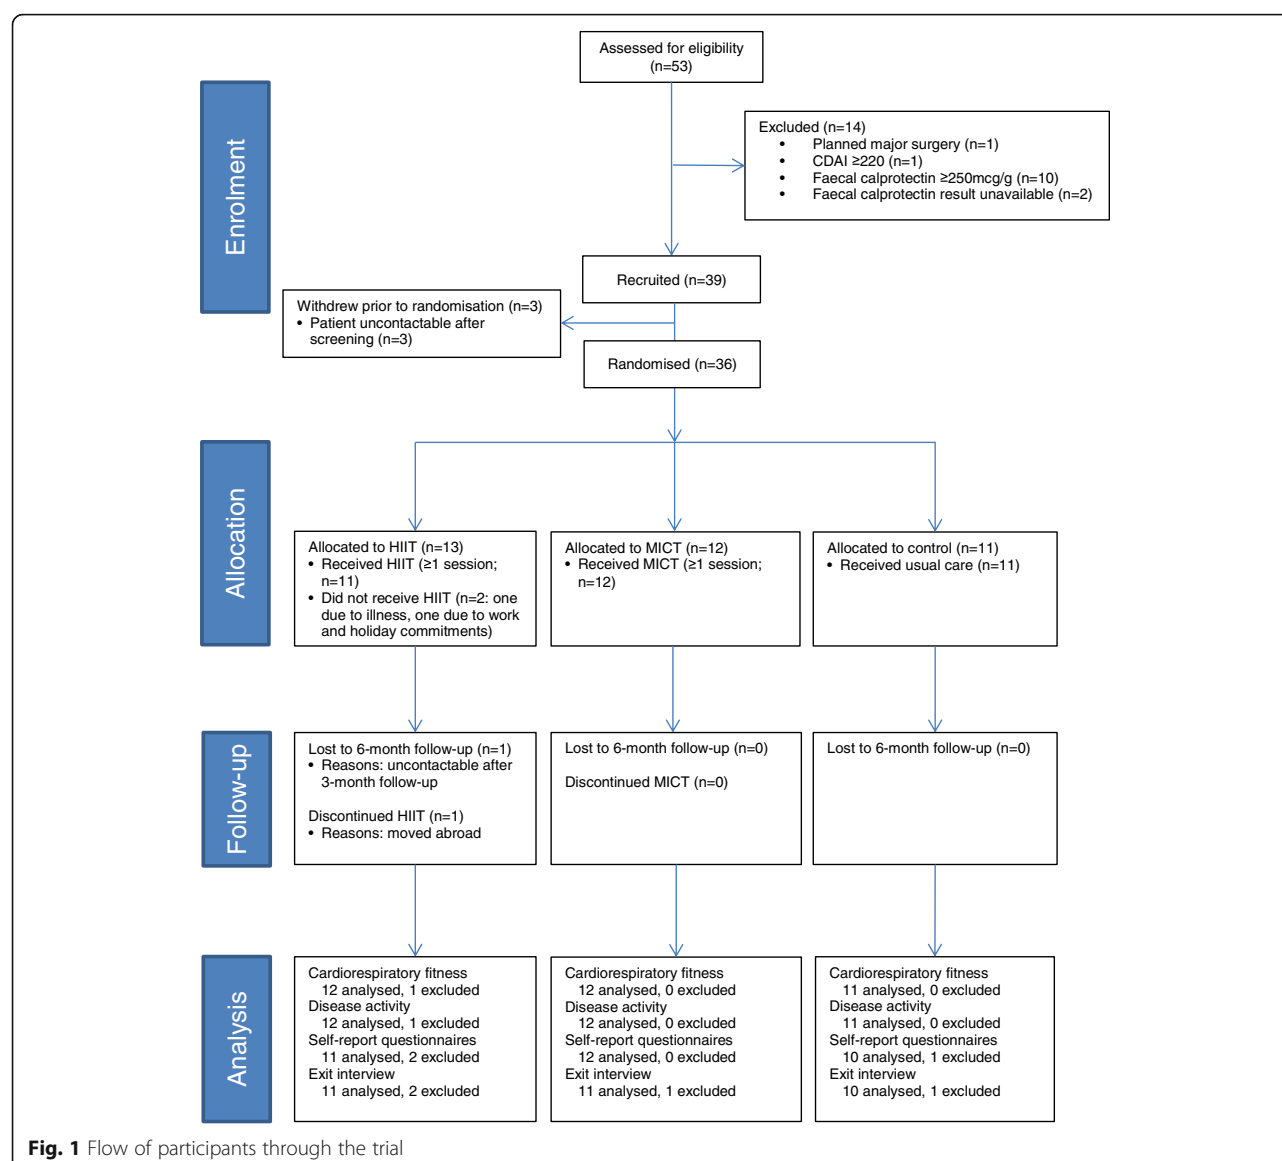 Assessed for eligibility
(n=53)
Enrolment
Excluded (n=14)
• Planned major surgery (n=1)
• CDAI ≥220 (n=1)
• Faecal calprotectin ≥250mcg/g (n=10)
• Faecal calprotectin result unavailable (n=2)
Recruited (n=39)
Withdrew prior to randomisation (n=3)
• Patient uncontactable after
screening (n=3)
Randomised (n=36)
Allocation
Allocated to HIIT (n=13)
• Received HIIT (≥1 session;
n=11)
• Did not receive HIIT (n=2: one
due to illness, one due to work
and holiday commitments)
Allocated to MICT (n=12)
• Received MICT (≥1 session;
n=12)
Allocated to control (n=11)
• Received usual care (n=11)
Follow-up
Lost to 6-month follow-up (n=1)
• Reasons: uncontactable after
3-month follow-up
Discontinued HIIT (n=1)
• Reasons: moved abroad
Lost to 6-month follow-up (n=0)
Discontinued MICT (n=0)
Lost to 6-month follow-up (n=0)
Analysis
Cardiorespiratory fitness
12 analysed, 1 excluded
Disease activity
12 analysed, 1 excluded
Self-report questionnaires
11 analysed, 2 excluded
Exit interview
11 analysed, 2 excluded
Cardiorespiratory fitness
12 analysed, 0 excluded
Disease activity
12 analysed, 0 excluded
Self-report questionnaires
12 analysed, 0 excluded
Exit interview
11 analysed, 1 excluded
Cardiorespiratory fitness
11 analysed, 0 excluded
Disease activity
11 analysed, 0 excluded
Self-report questionnaires
10 analysed, 1 excluded
Exit interview
10 analysed, 1 excluded
Fig. 1 Flow of participants through the trial